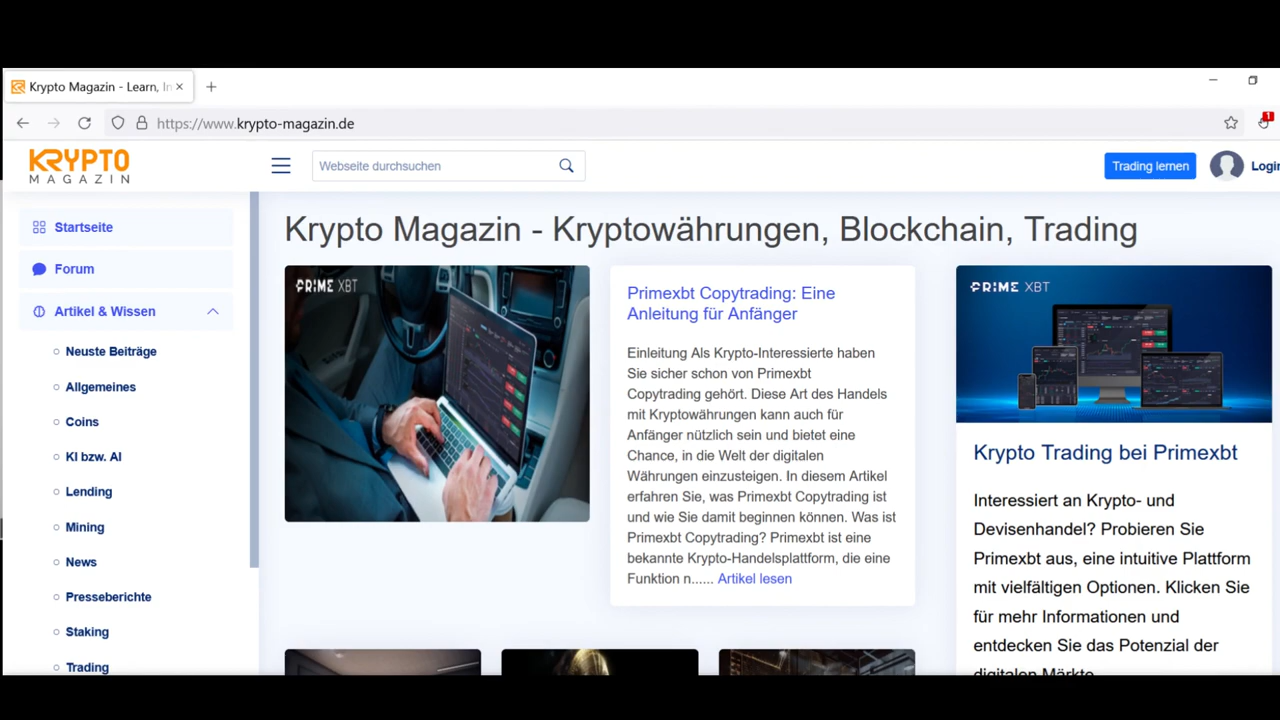 Krypto Magazin - Learn, In
https://www.krypto-magazin.de
1
KRYPTO
MAGAZIN
Webseite durchsuchen
Trading lernen
Login
Startseite
Forum
Artikel & Wissen
Neuste Beiträge
Allgemeines
Coins
KI bzw. AI
Lending
Mining
News
Presseberichte
Staking
Trading
Krypto Magazin - Kryptowährungen, Blockchain, Trading
PRIME XBT
Primexbt Copytrading: Eine
Anleitung für Anfänger
Einleitung Als Krypto-Interessierte haben
Sie sicher schon von Primexbt
Copytrading gehört. Diese Art des Handels
mit Kryptowährungen kann auch für
Anfänger nützlich sein und bietet eine
Chance, in die Welt der digitalen
Währungen einzusteigen. In diesem Artikel
erfahren Sie, was Primexbt Copytrading ist
und wie Sie damit beginnen können. Was ist
Primexbt Copytrading? Primexbt ist eine
bekannte Krypto-Handelsplattform, die eine
Funktion n...... Artikel lesen
PRIME XBT
Krypto Trading bei Primexbt
Interessiert an Krypto- und
Devisenhandel? Probieren Sie
Primexbt aus, eine intuitive Plattform
mit vielfältigen Optionen. Klicken Sie
für mehr Informationen und
entdecken Sie das Potenzial der
digitalen Märkte